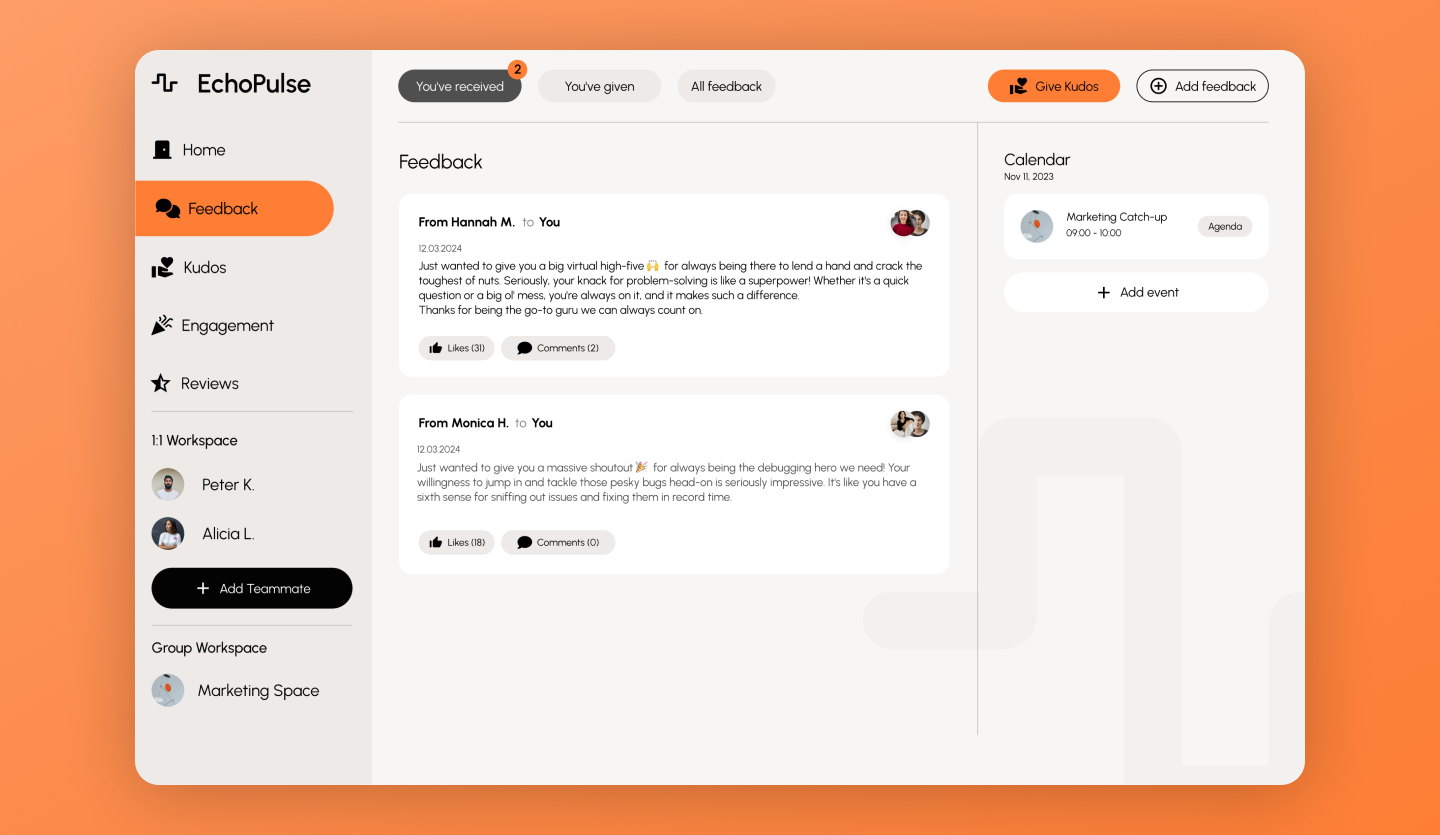 EchoPulse
Home
Feedback
Kudos
Engagement
Reviews
1:1 Workspace
Peter K.
Alicia L.
Add Teammate
Group Workspace
Marketing Space
You've received
2
You've given
All feedback
Give Kudos
Add feedback
Feedback
From Hannah M. to You
12.03.2024
Just wanted to give you a big virtual high-five 🙌 for always being there to lend a hand and crack the
toughest of nuts. Seriously, your knack for problem-solving is like a superpower! Whether it's a quick
question or a big ol' mess, you're always on it, and it makes such a difference.
Thanks for being the go-to guru we can always count on.
Likes (31)
Comments (2)
From Monica H. to You
12.03.2024
Just wanted to give you a massive shoutout 🎉 for always being the debugging hero we need! Your
willingness to jump in and tackle those pesky bugs head-on is seriously impressive. It's like you have a
sixth sense for sniffing out issues and fixing them in record time.
Likes (18)
Comments (0)
Calendar
Nov 11, 2023
Marketing Catch-up
09:00 - 10:00
Agenda
Add event